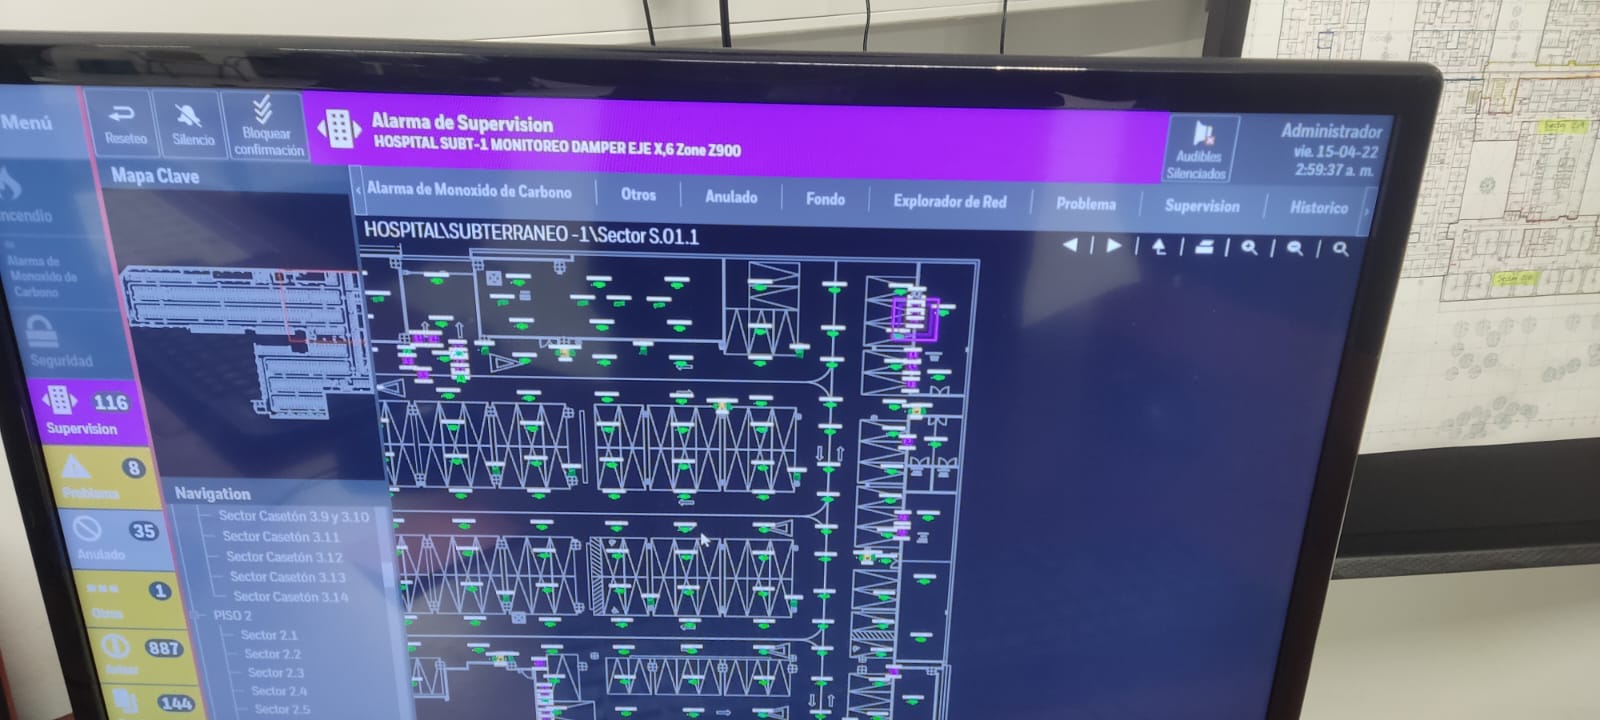 Menú
Reseteo
Silencio
Bloquear
confirmación
Alarma de Supervision
HOSPITAL SUBT-1 MONITOREO DAMPER EJE X,6 Zone Z900
Audibles
Silenciados
Administrador
vie. 15-04-22
2:59:37 a. m.
Mapa Clave
Alarma de Monoxido de Carbono
Otros
Anulado
Fondo
Explorador de Red
Problema
Supervision
Historico
HOSPITAL\SUBTERRANEO -1\Sector S.01.1
ncendio
Alarma de
Monoxido de
Carbono
Seguridad
116
Supervision
8
Problema
35
Anulado
1
Otros
887
144
Navigation
Sector Casetón 3.9 y 3.10
Sector Casetón 3.11
Sector Casetón 3.12
Sector Casetón 3.13
Sector Casetón 3.14
PISO 2
Sector 2.1
Sector 2.2
Sector 2.3
Sector 2.4
Sector 2.5